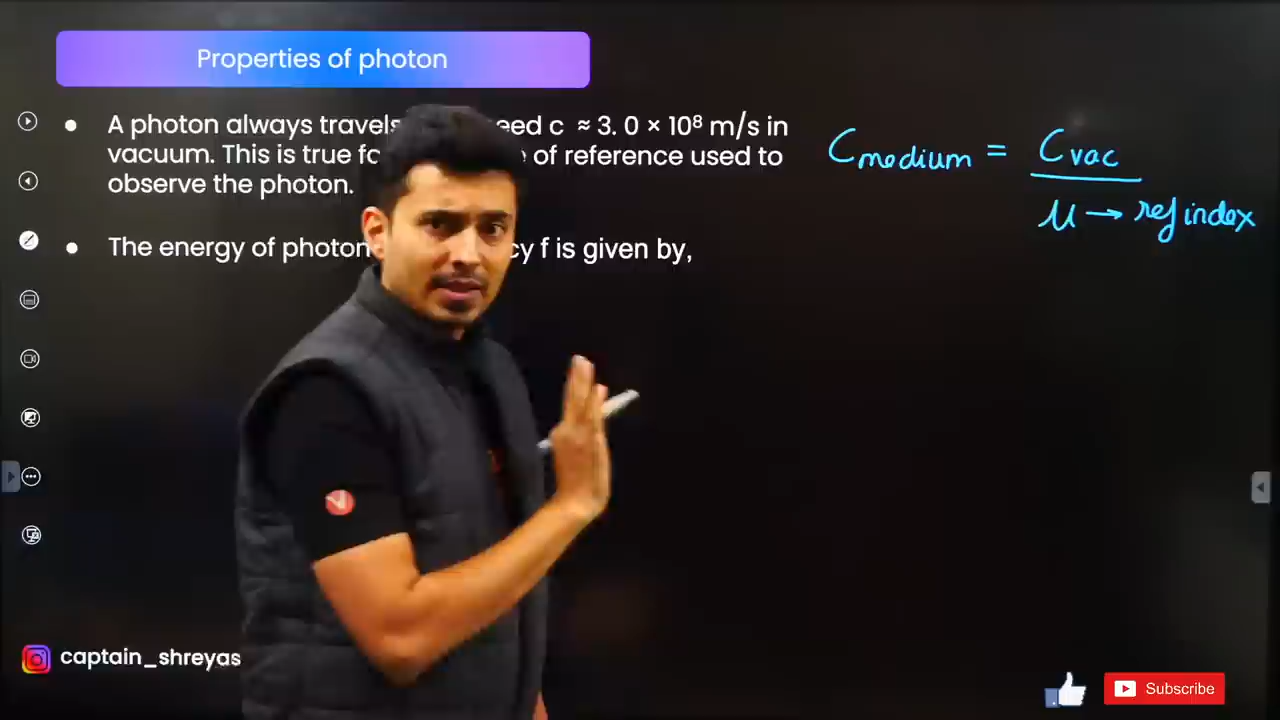 Properties of photon
A photon always travels eed c ≈ 3. 0 × 10⁸ m/s in
vacuum. This is true fo of reference used to
observe the photon.
The energy of photon cy f is given by,
C medium = C vac
μ → ref index
captain_shreyas
Subscribe